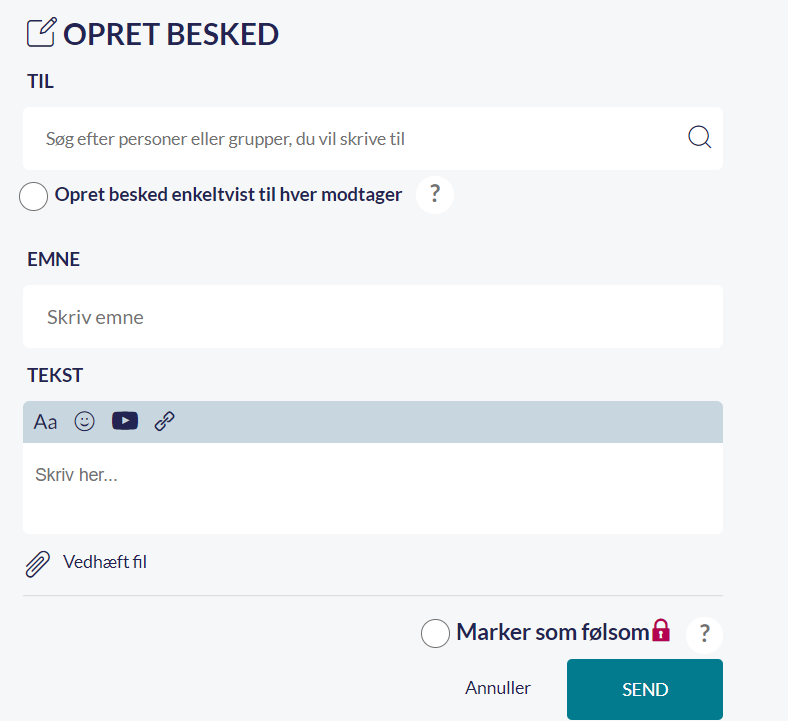 OPRET BESKED
TIL
Søg efter personer eller grupper, du vil skrive til
Opret besked enkeltvist til hver modtager ?
EMNE
Skriv emne
TEKST
Aa
Skriv her...
Vedhæft fil
Marker som følsom ?
Annuller SEND